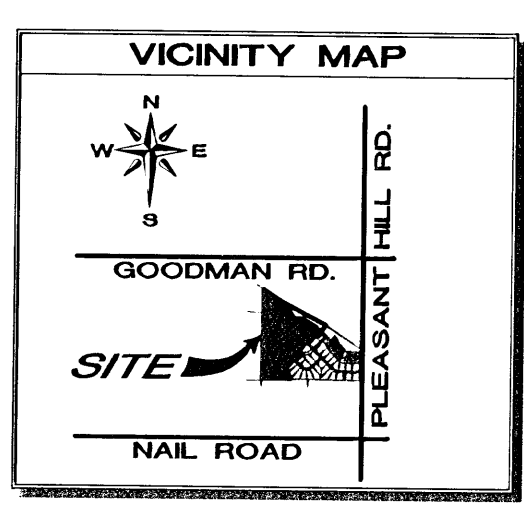 VICINITY MAP
N
W E
S
GOODMAN RD.
PLEASANT HILL RD.
SITE
NAIL ROAD